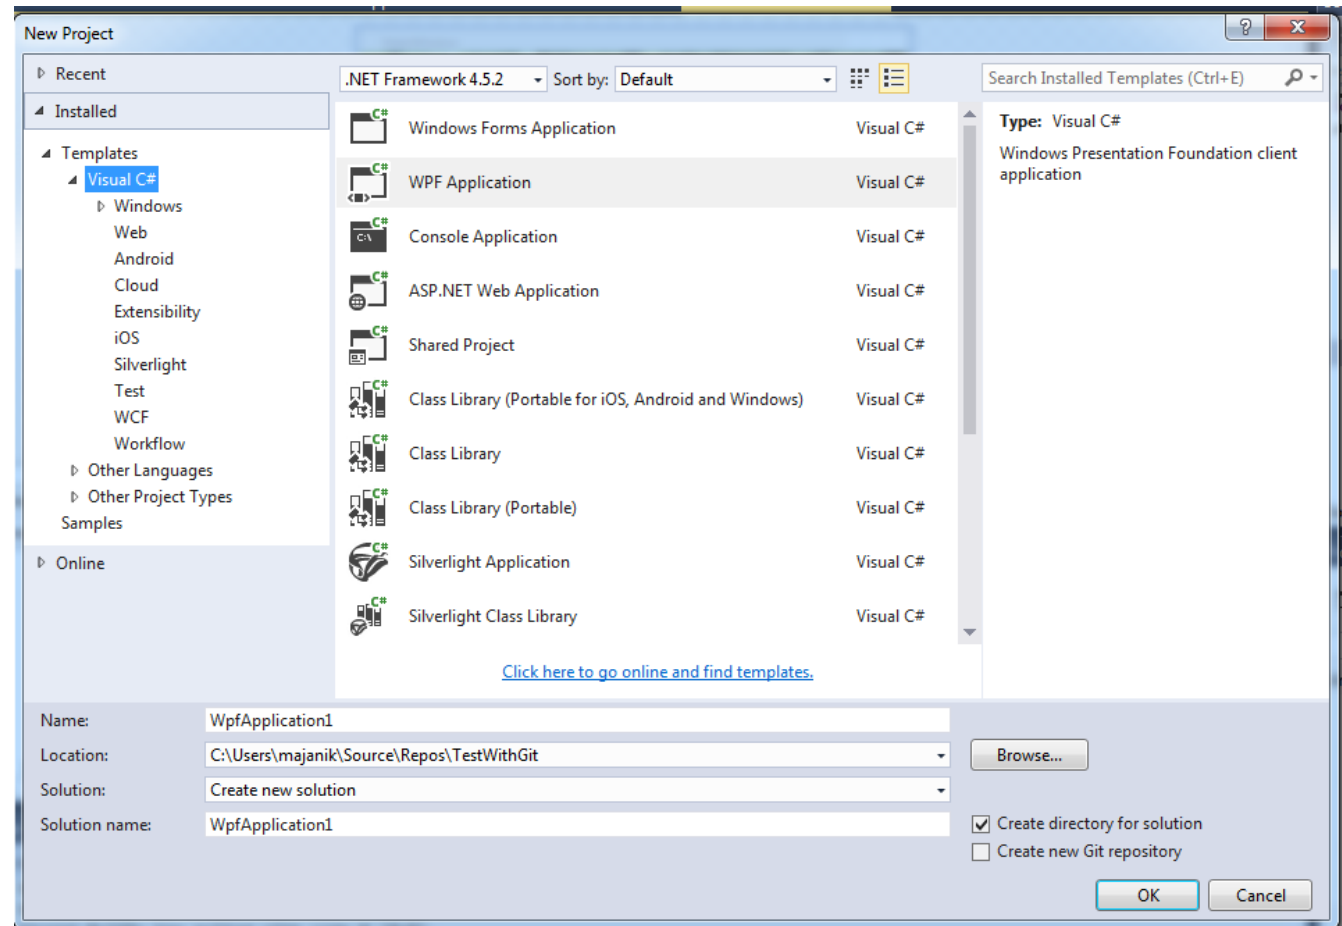 New Project
?
x
Recent
Installed
Templates
Visual C#
Windows
Web
Android
Cloud
Extensibility
iOS
Silverlight
Test
WCF
Workflow
Other Languages
Other Project Types
Samples
Online
.NET Framework 4.5.2 Sort by: Default
C# Windows Forms Application Visual C#
C# WPF Application Visual C#
C# C:\ Console Application Visual C#
C# ASP.NET Web Application Visual C#
C# Shared Project Visual C#
C# Class Library (Portable for iOS, Android and Windows) Visual C#
C# Class Library Visual C#
C# Class Library (Portable) Visual C#
C# Silverlight Application Visual C#
C# Silverlight Class Library Visual C#
Click here to go online and find templates.
Search Installed Templates (Ctrl+E)
Type: Visual C#
Windows Presentation Foundation client
application
Name: WpfApplication1
Location: C:\Users\majanik\Source\Repos\TestWithGit
Browse...
Solution: Create new solution
Solution name: WpfApplication1
Create directory for solution
Create new Git repository
OK Cancel